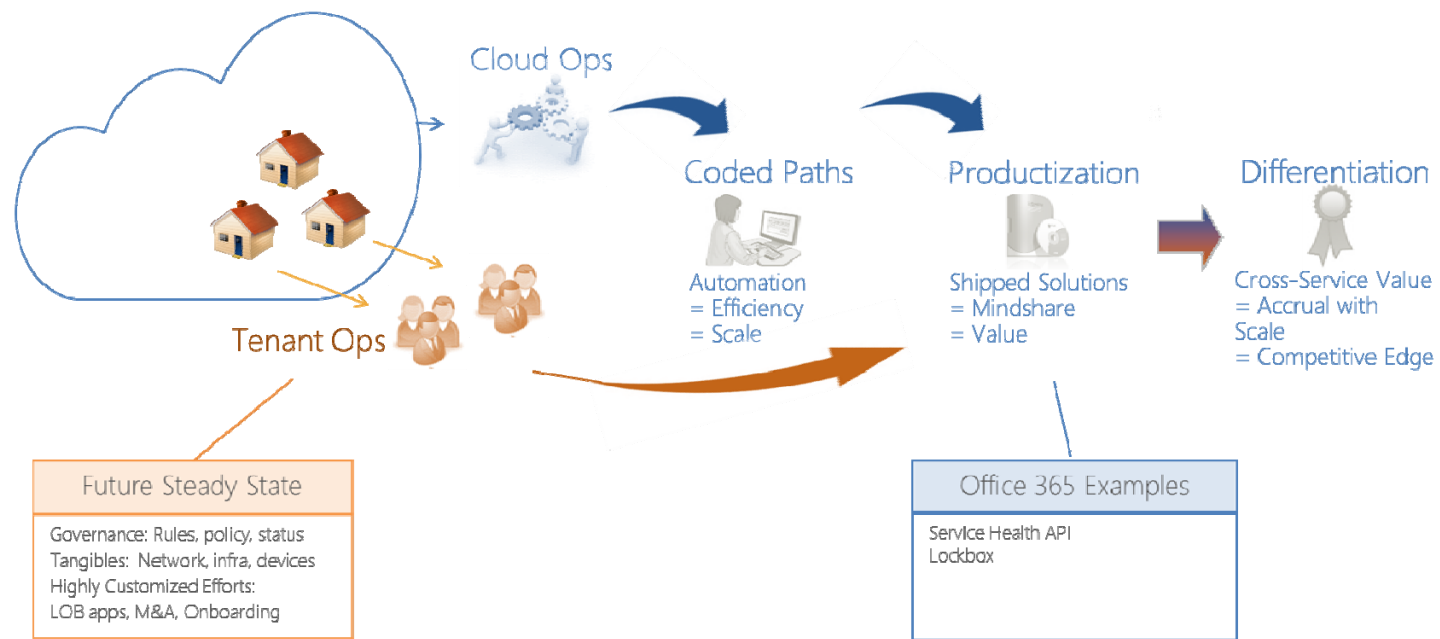 Cloud Ops
Coded Paths
Productization
Differentiation
Automation
= Efficiency
= Scale
Shipped Solutions
= Mindshare
= Value
Cross-Service Value
= Accrual with
Scale
= Competitive Edge
Tenant Ops
Future Steady State
Governance: Rules, policy, status
Tangibles: Network, infra, devices
Highly Customized Efforts:
LOB apps, M&A, Onboarding
Office 365 Examples
Service Health API
Lockbox